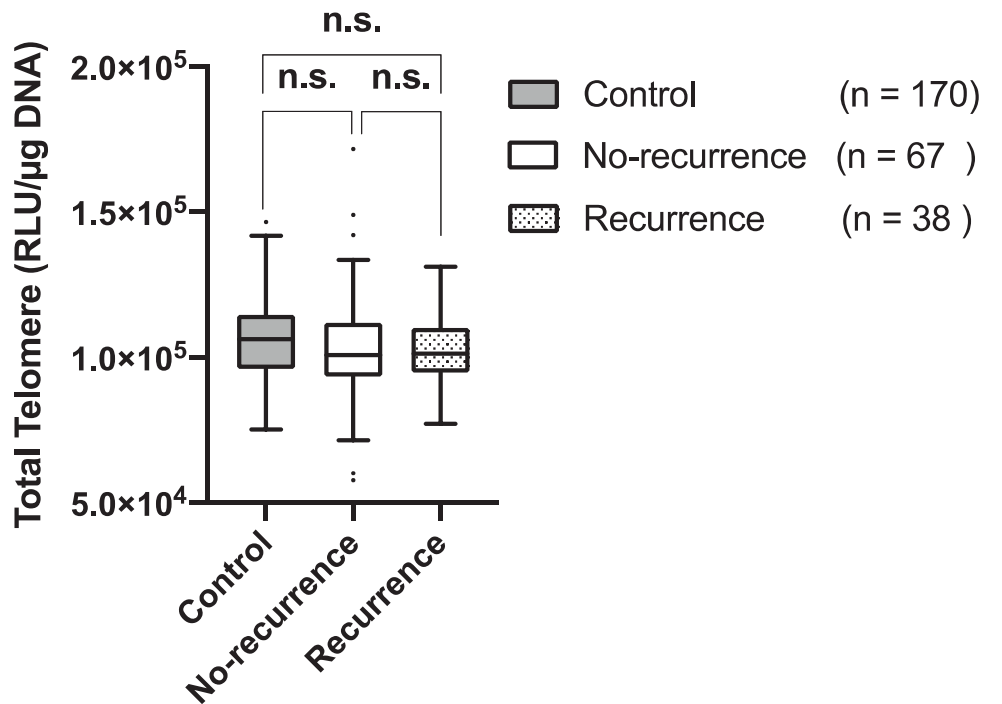 n.s.
n.s. n.s.
Total Telomere (RLU/µg DNA)
2.0×10⁵
1.5×10⁵
1.0×10⁵
5.0×10⁴
Control
No-recurrence
Recurrence
Control (n = 170)
No-recurrence (n = 67 )
Recurrence (n = 38 )